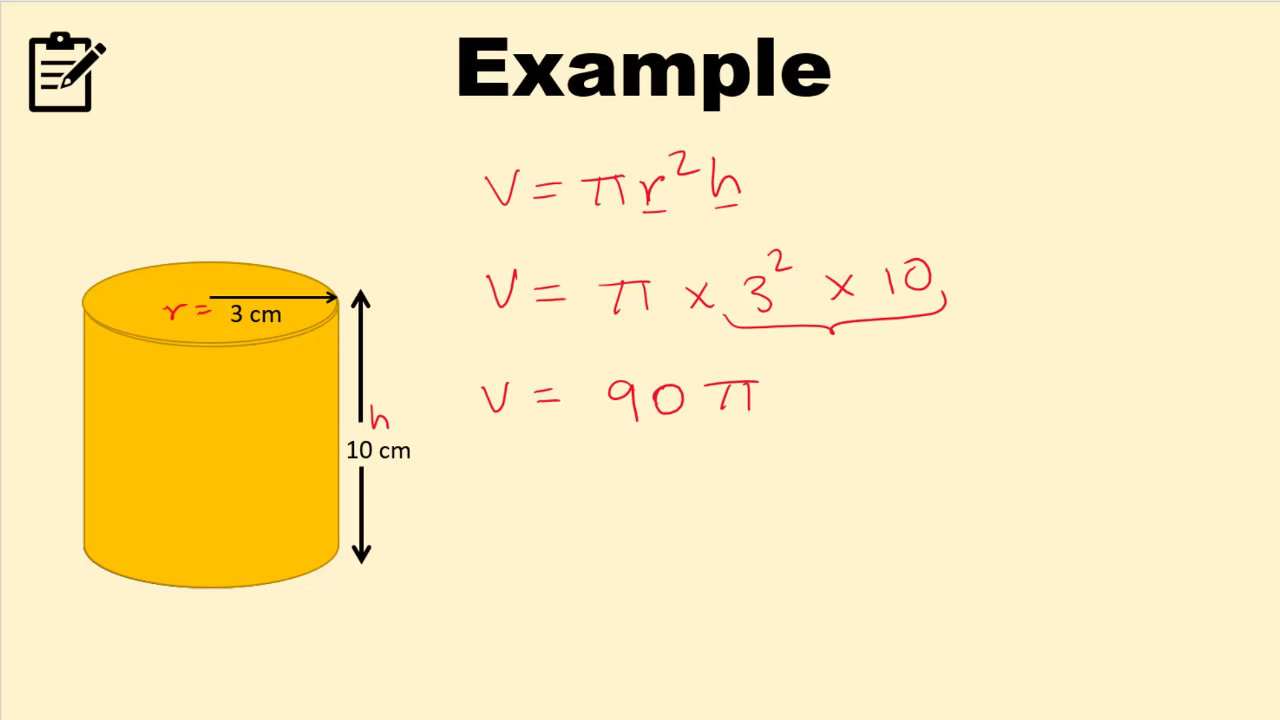 Example
V = πr²h
V = π × 3² × 10
r = 3 cm
V = 90π
h
10 cm